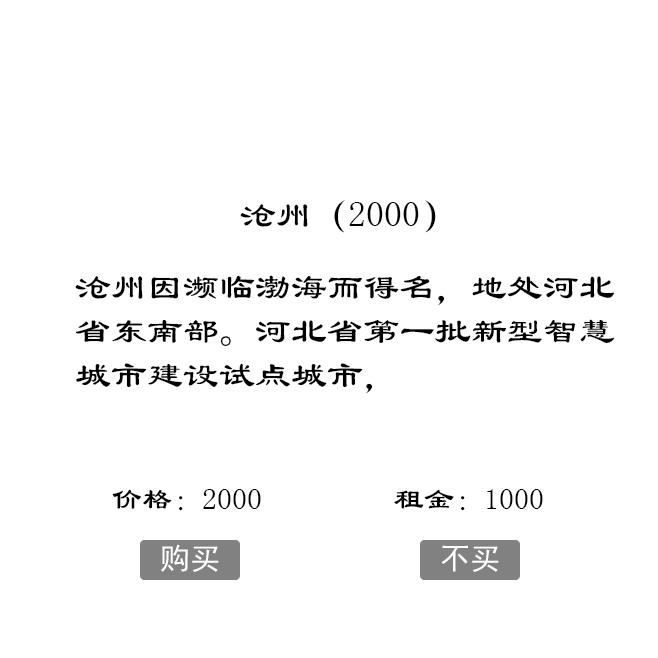 沧州（2000）
沧州因濒临渤海而得名，地处河北
省东南部。河北省第一批新型智慧
城市建设试点城市，
价格：2000 租金：1000
购买 不买